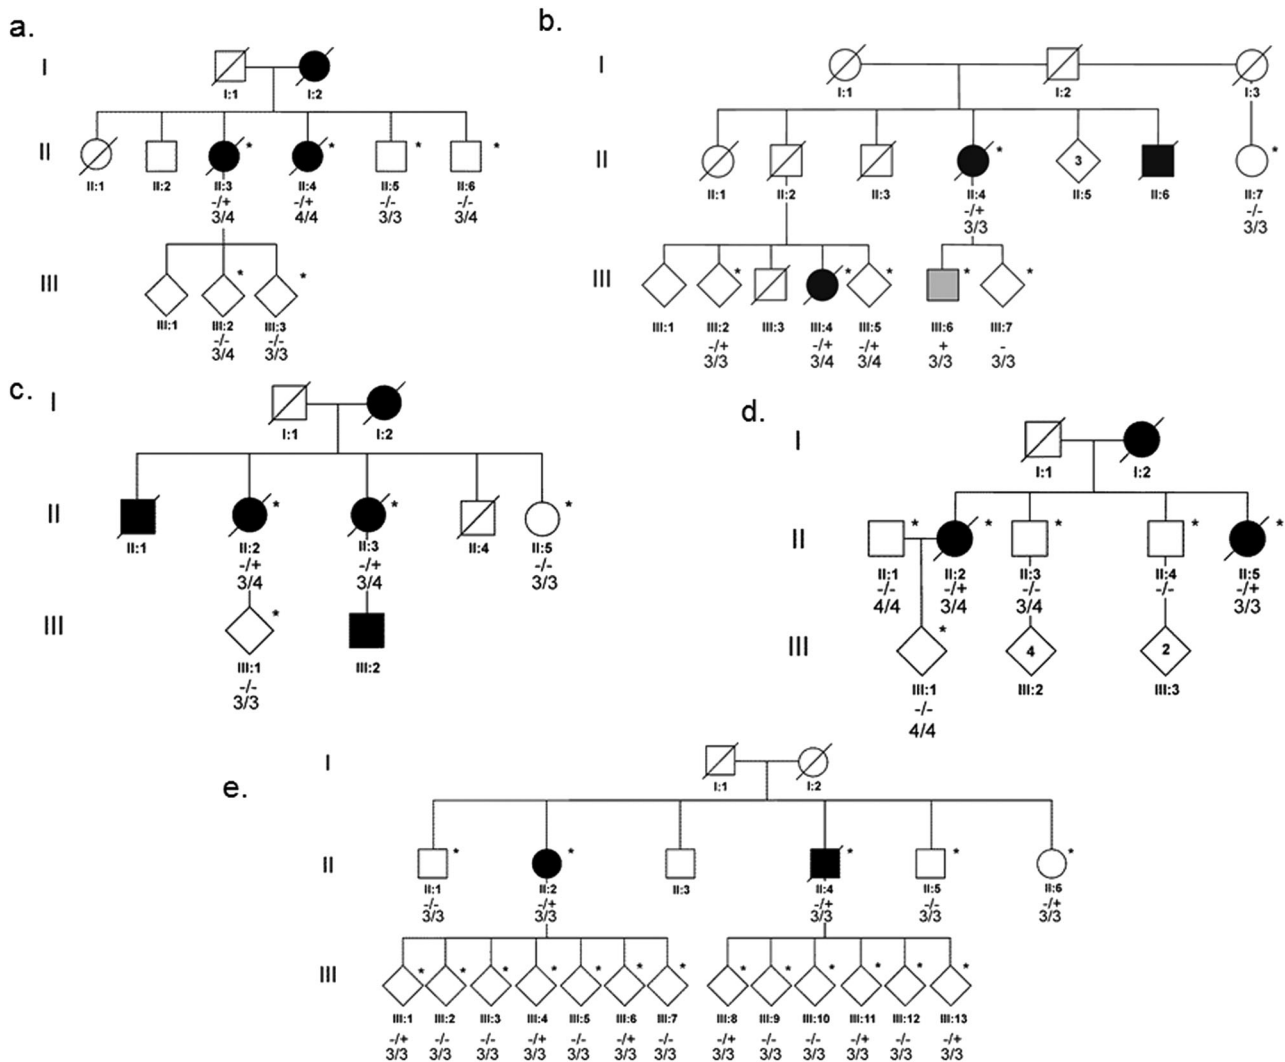 a.
I
I:1 I:2
II
* * * *
II:1 II:2 II:3 II:4 II:5 II:6
-/+ -/+ -/- -/-
3/4 4/4 3/3 3/4
III
* *
III:1 III:2 III:3
-/- -/-
3/4 3/3
b.
I
I:1 I:2 I:3
II
* 3 *
II:1 II:2 II:3 II:4 II:5 II:6 II:7
-/+ -/-
3/3 3/3
III
* * * * *
III:1 III:2 III:3 III:4 III:5 III:6 III:7
-/+ -/+ -/+ + -
3/3 3/4 3/4 3/3 3/3
c.
I
I:1 I:2
II
* * *
II:1 II:2 II:3 II:4 II:5
-/+ -/+ -/-
3/4 3/4 3/3
III
*
III:1 III:2
-/-
3/3
d.
I
I:1 I:2
II
* * * * *
II:1 II:2 II:3 II:4 II:5
-/- -/+ -/- -/- -/+
4/4 3/4 3/4 3/3
III
* 4 2
III:1 III:2 III:3
-/-
4/4
e.
I
I:1 I:2
II
* * * * *
II:1 II:2 II:3 II:4 II:5 II:6
-/- -/+ -/+ -/- -/+
3/3 3/3 3/3 3/3 3/3
III
* * * * * * * * * * * * *
III:1 III:2 III:3 III:4 III:5 III:6 III:7 III:8 III:9 III:10 III:11 III:12 III:13
-/+ -/- -/- -/+ -/- -/+ -/- -/+ -/- -/- -/+ -/- -/+
3/3 3/3 3/3 3/3 3/3 3/3 3/3 3/3 3/3 3/3 3/3 3/3 3/3